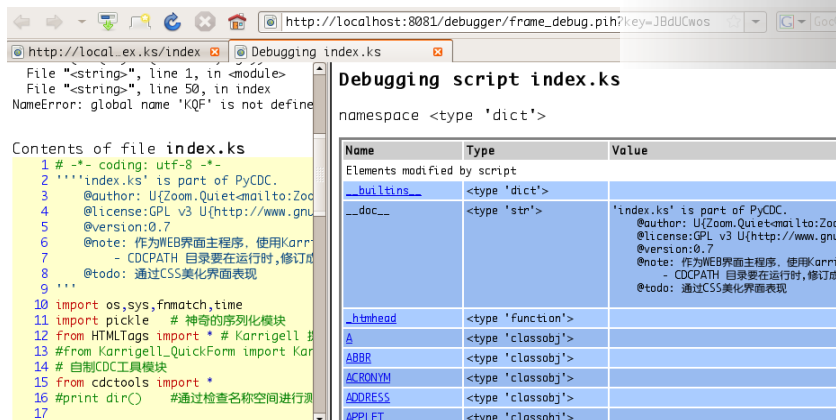 http://localhost:8081/debugger/frame_debug.pih?key=JBdUCwos
http://local…ex.ks/index
Debugging index.ks
File "<string>", line 1, in <module>
File "<string>", line 50, in index
NameError: global name 'KQF' is not define
Contents of file index.ks
1 # -*- coding: utf-8 -*-
2 ''''index.ks' is part of PyCDC.
3 @author: U{Zoom.Quiet<mailto:Zoo
4 @license:GPL v3 U{http://www.gnu
5 @version:0.7
6 @note: 作为WEB界面主程序, 使用Karri
7 - CDCPATH 目录要在运行时,修订成
8 @todo: 通过CSS美化界面表现
9 '''
10 import os,sys,fnmatch,time
11 import pickle # 神奇的序列化模块
12 from HTMLTags import * # Karrigell 提
13 #from Karrigell_QuickForm import Kar
14 # 自制CDC工具模块
15 from cdctools import *
16 #print dir() #通过检查名称空间进行测
17
Debugging script index.ks
namespace <type 'dict'>
Name Type Value
Elements modified by script
__builtins__ <type 'dict'>
__doc__ <type 'str'> 'index.ks' is part of PyCDC.
@author: U{Zoom.Quiet<mailto:Zoo
@license:GPL v3 U{http://www.gnu
@version:0.7
@note: 作为WEB界面主程序, 使用Karri
- CDCPATH 目录要在运行时,修订成
@todo: 通过CSS美化界面表现
_htmhead <type 'function'>
A <type 'classobj'>
ABBR <type 'classobj'>
ACRONYM <type 'classobj'>
ADDRESS <type 'classobj'>
APPLET <type 'classobj'>